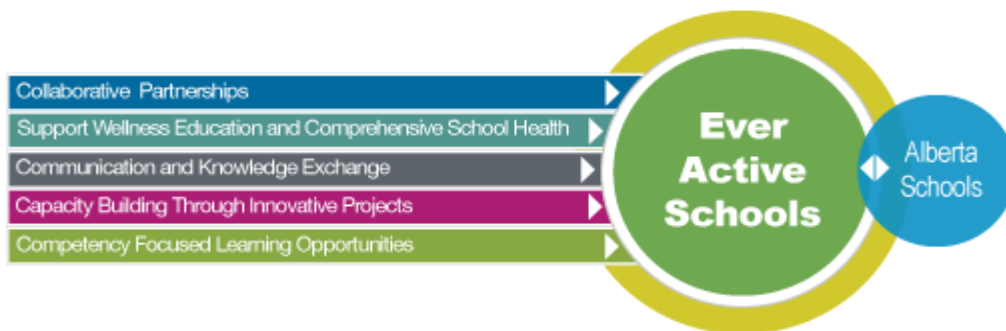 Collaborative Partnerships
Support Wellness Education and Comprehensive School Health
Communication and Knowledge Exchange
Capacity Building Through Innovative Projects
Competency Focused Learning Opportunities
Ever
Active
Schools
Alberta
Schools